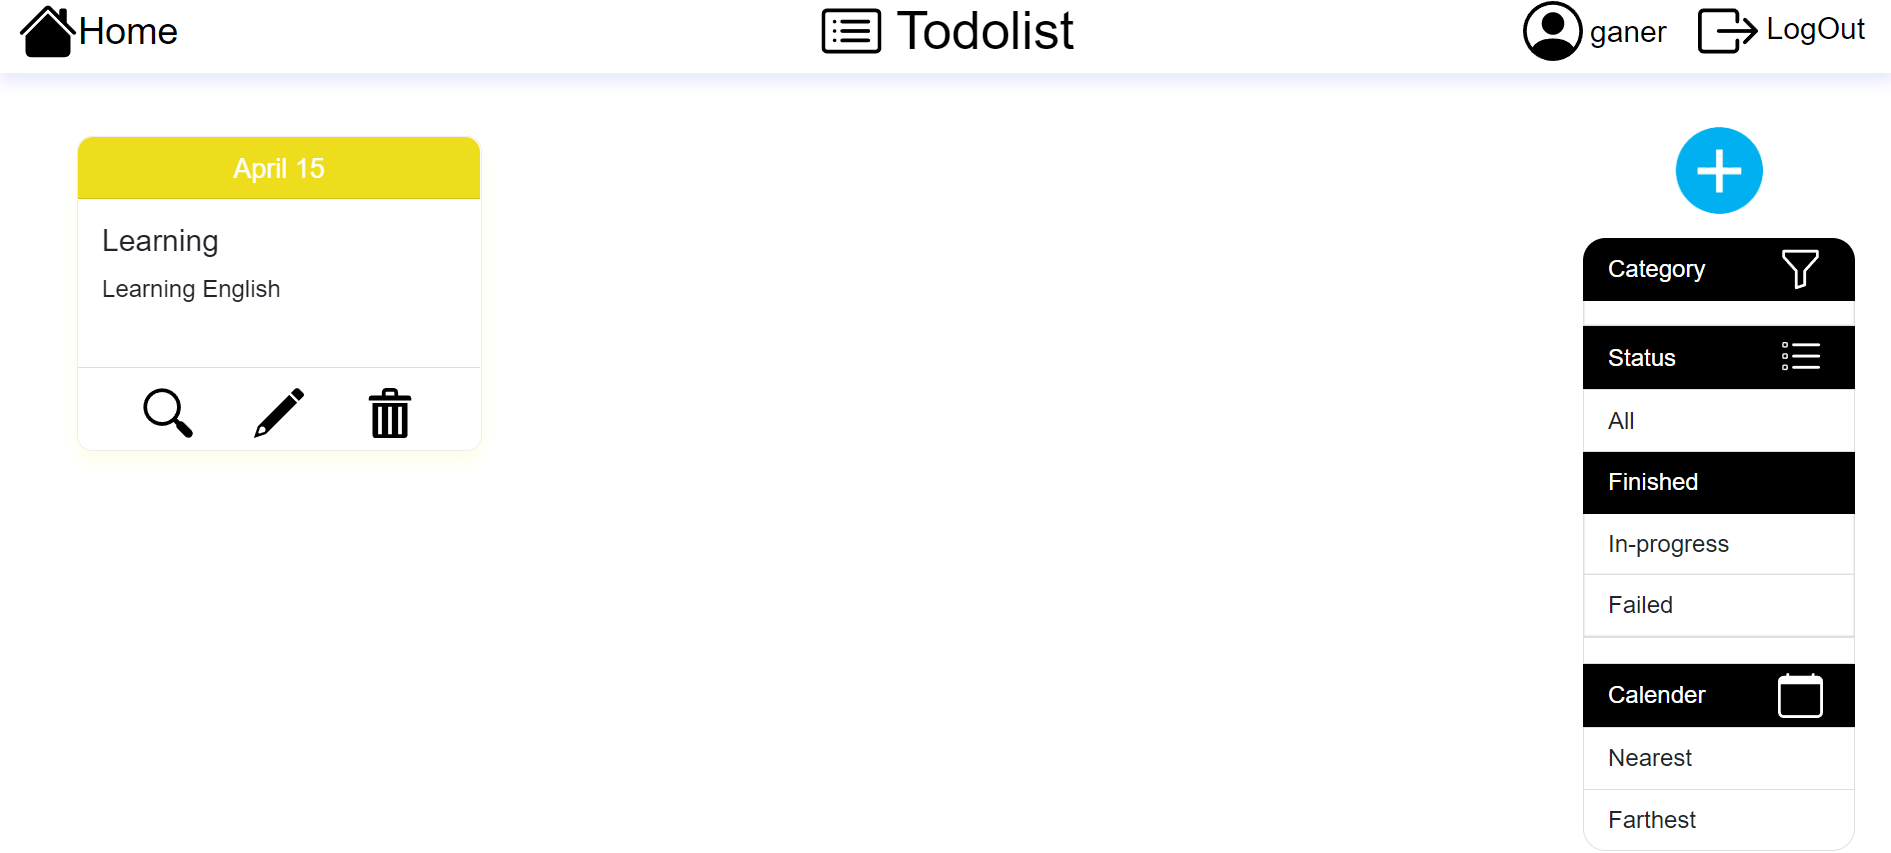 Home
Todolist
ganer
LogOut
April 15
Learning
Learning English
Category
Status
All
Finished
In-progress
Failed
Calender
Nearest
Farthest